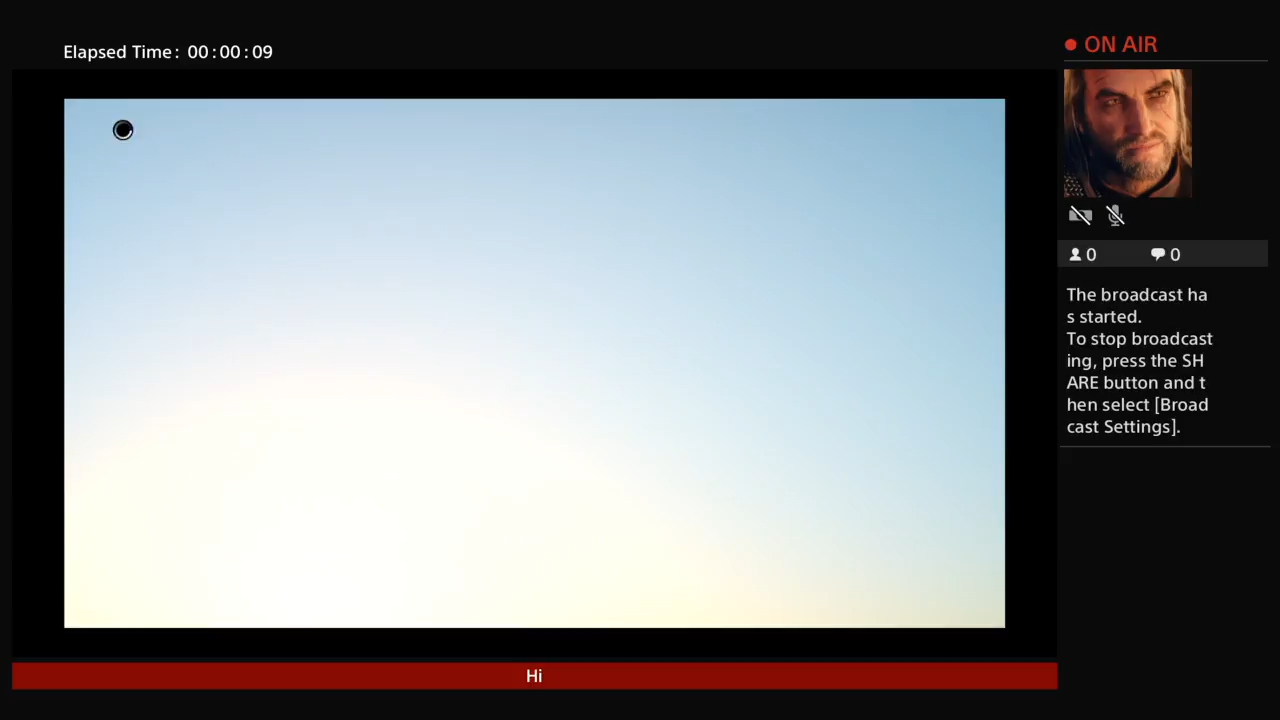 Elapsed Time: 00:00:09
ON AIR
0 0
The broadcast ha
s started.
To stop broadcast
ing, press the SH
ARE button and t
hen select [Broad
cast Settings].
Hi